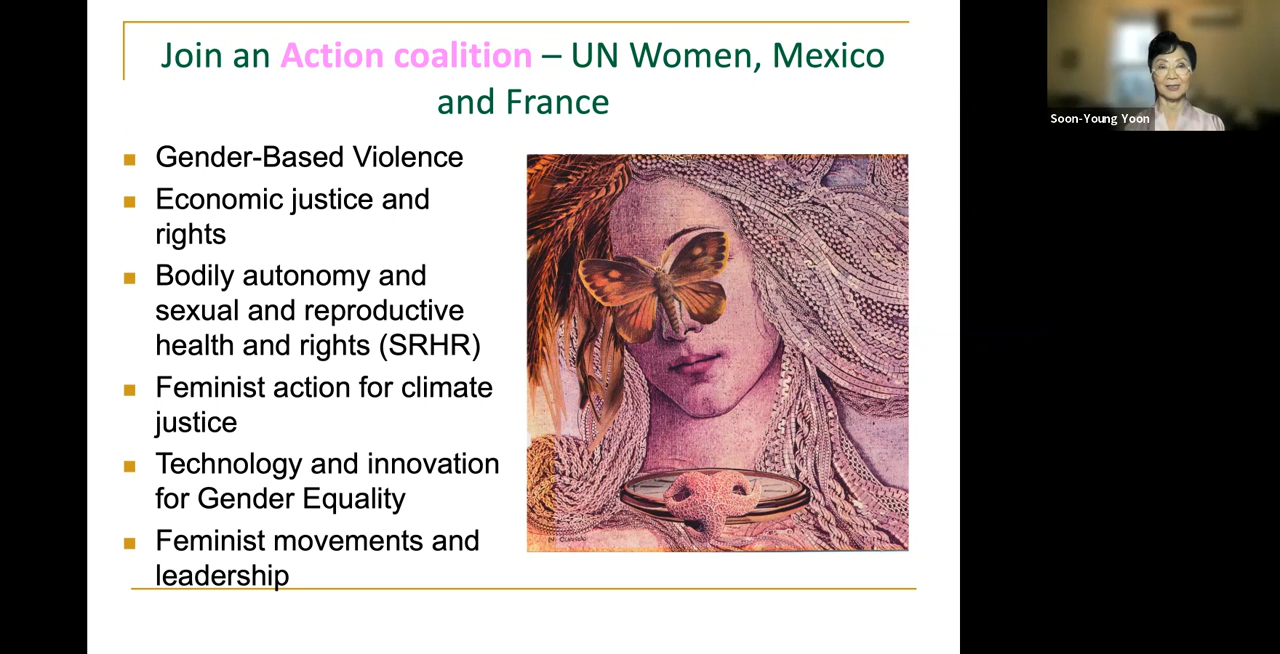 Join an Action coalition – UN Women, Mexico
and France
Gender-Based Violence
Economic justice and
rights
Bodily autonomy and
sexual and reproductive
health and rights (SRHR)
Feminist action for climate
justice
Technology and innovation
for Gender Equality
Feminist movements and
leadership
Soon-Young Yoon